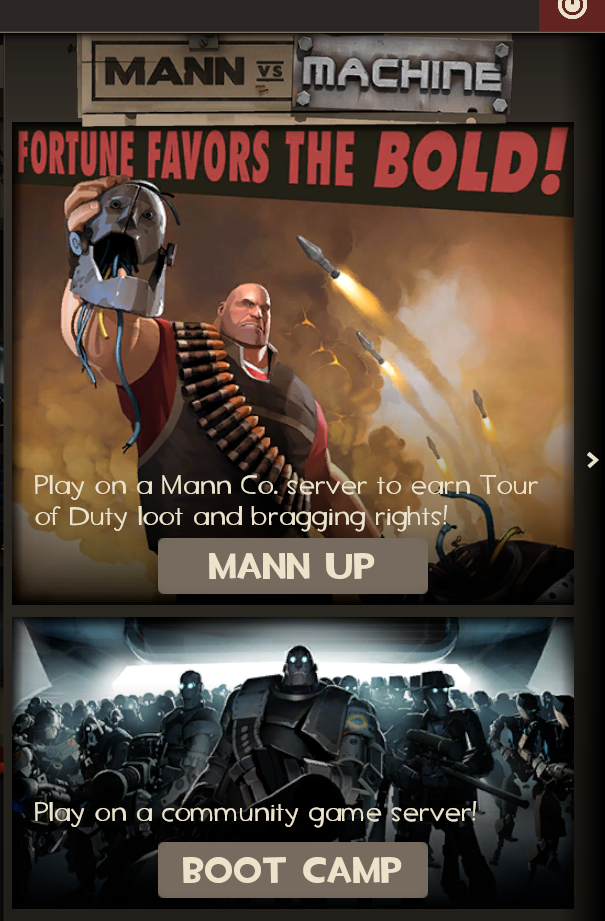 MANN VS MACHINE
FORTUNE FAVORS THE BOLD!
Play on a Mann Co. server to earn Tour
of Duty loot and bragging rights!
MANN UP
Play on a community game server!
BOOT CAMP